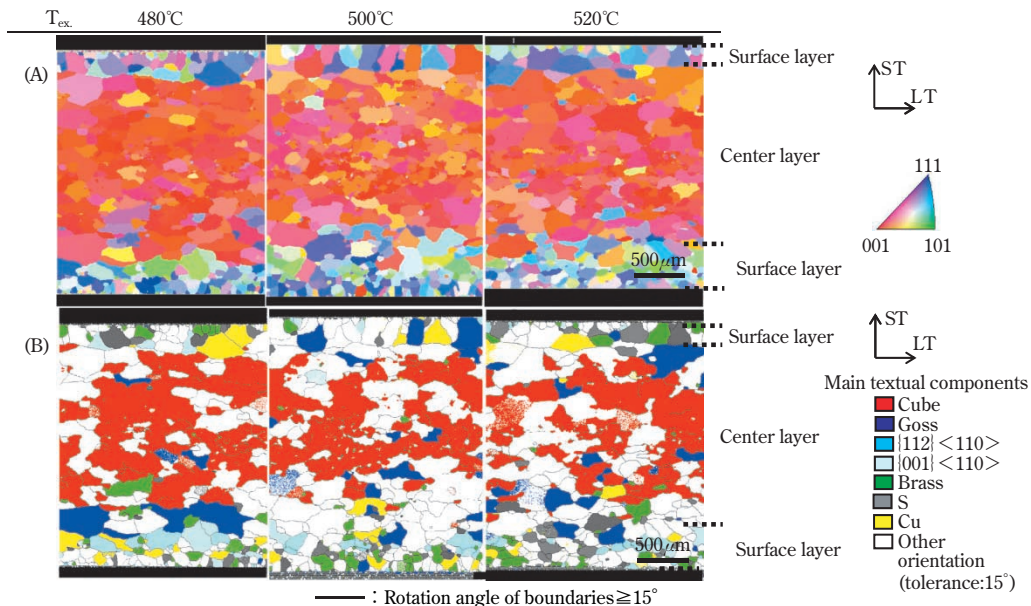 T ex. 480℃ 500℃ 520℃
(A)
Surface layer
ST
LT
Center layer
111
001 101
Surface layer
500μm
(B)
Surface layer
ST
LT
Main textual components
Cube
Goss
{112} <110>
Center layer
{001} <110>
Brass
S
Cu
Other
orientation
(tolerance:15°)
500μm
Surface layer
: Rotation angle of boundaries≧15°